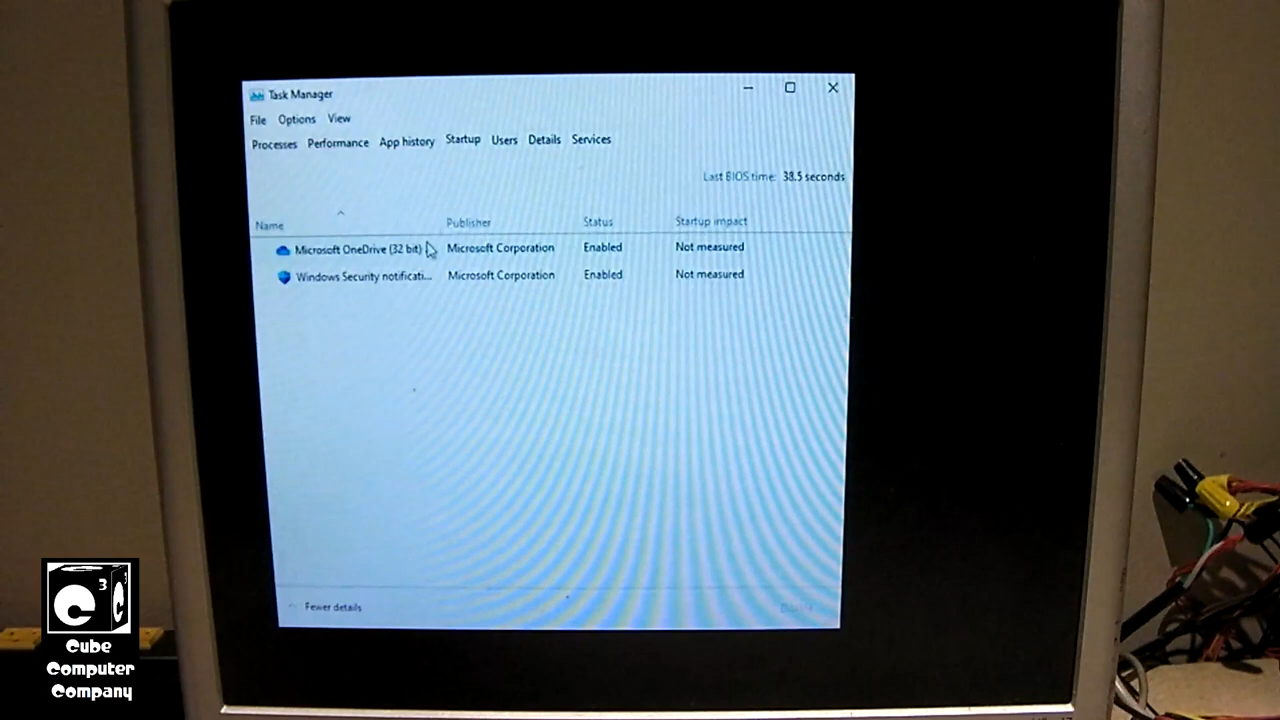 Task Manager
File Options View
Processes Performance App history Startup Users Details Services
Last BIOS time: 38.5 seconds
Name Publisher Status Startup impact
Microsoft OneDrive (32 bit) Microsoft Corporation Enabled Not measured
Windows Security notificati... Microsoft Corporation Enabled Not measured
Fewer details
C 3 C
Cube
Computer
Company